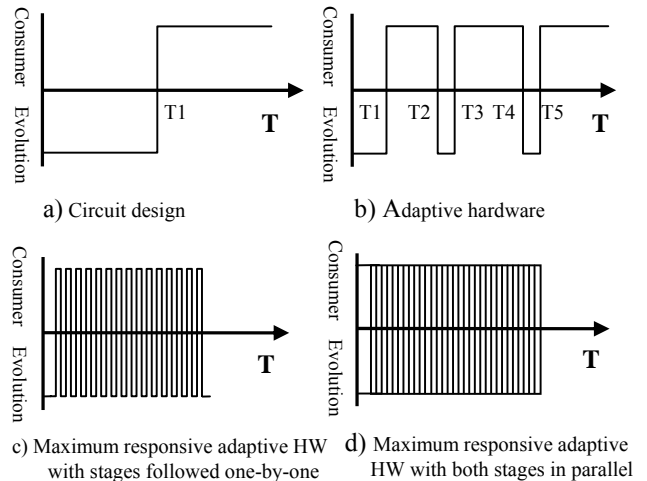 Consumer
Evolution
T1
T
a) Circuit design
Consumer
Evolution
T1
T2
T3
T4
T5
T
b) Adaptive hardware
Consumer
Evolution
T
c) Maximum responsive adaptive HW
with stages followed one-by-one
Consumer
Evolution
T
d) Maximum responsive adaptive
HW with both stages in parallel